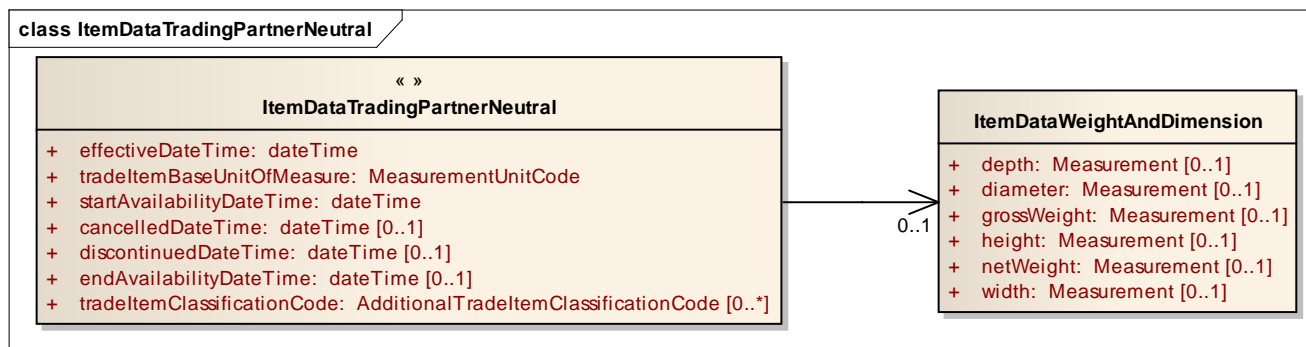 class ItemDataTradingPartnerNeutral
« »
ItemDataTradingPartnerNeutral
+ effectiveDateTime: dateTime
+ tradeItemBaseUnitOfMeasure: MeasurementUnitCode
+ startAvailabilityDateTime: dateTime
+ cancelledDateTime: dateTime [0..1]
+ discontinuedDateTime: dateTime [0..1]
+ endAvailabilityDateTime: dateTime [0..1]
+ tradeItemClassificationCode: AdditionalTradeItemClassificationCode [0..*]
0..1
ItemDataWeightAndDimension
+ depth: Measurement [0..1]
+ diameter: Measurement [0..1]
+ grossWeight: Measurement [0..1]
+ height: Measurement [0..1]
+ netWeight: Measurement [0..1]
+ width: Measurement [0..1]